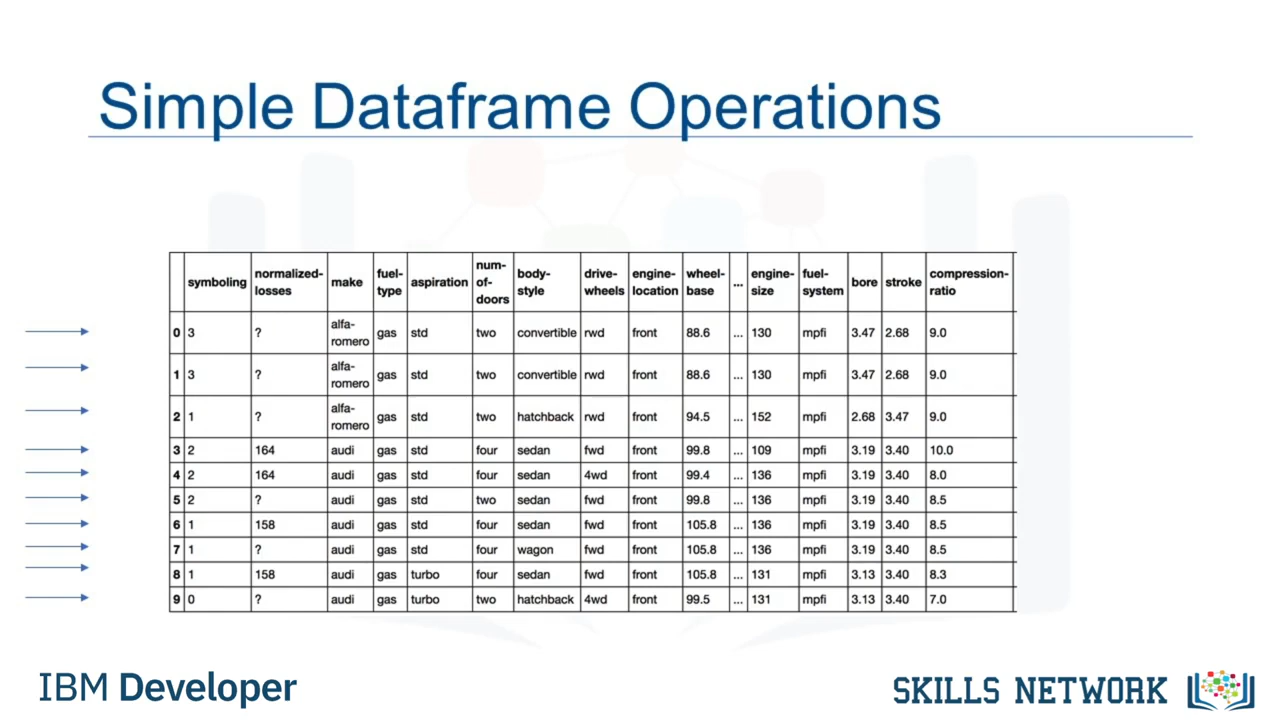 Simple Dataframe Operations
symboling normalized-losses make fuel-type aspiration num-of-doors body-style drive-wheels engine-location wheel-base ... engine-size fuel-system bore stroke compression-ratio
0 3 ? alfa-romero gas std two convertible rwd front 88.6 ... 130 mpfi 3.47 2.68 9.0
1 3 ? alfa-romero gas std two convertible rwd front 88.6 ... 130 mpfi 3.47 2.68 9.0
2 1 ? alfa-romero gas std two hatchback rwd front 94.5 ... 152 mpfi 2.68 3.47 9.0
3 2 164 audi gas std four sedan fwd front 99.8 ... 109 mpfi 3.19 3.40 10.0
4 2 164 audi gas std four sedan 4wd front 99.4 ... 136 mpfi 3.19 3.40 8.0
5 2 ? audi gas std two sedan fwd front 99.8 ... 136 mpfi 3.19 3.40 8.5
6 1 158 audi gas std four sedan fwd front 105.8 ... 136 mpfi 3.19 3.40 8.5
7 1 ? audi gas std four wagon fwd front 105.8 ... 136 mpfi 3.19 3.40 8.5
8 1 158 audi gas turbo four sedan fwd front 105.8 ... 131 mpfi 3.13 3.40 8.3
9 0 ? audi gas turbo two hatchback 4wd front 99.5 ... 131 mpfi 3.13 3.40 7.0
IBM Developer
SKILLS NETWORK